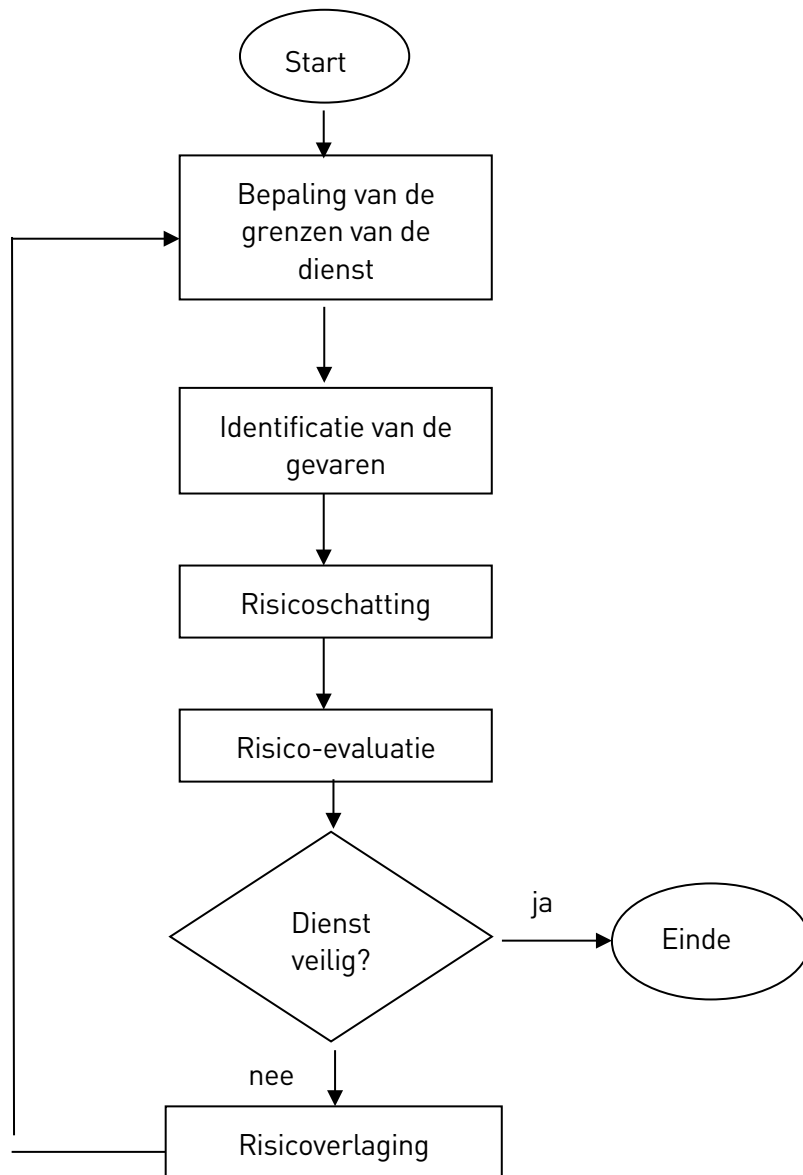 Start
Bepaling van de
grenzen van de
dienst
Identificatie van de
gevaren
Risicoschatting
Risico-evaluatie
Dienst
veilig?
ja
Einde
nee
Risicoverlaging